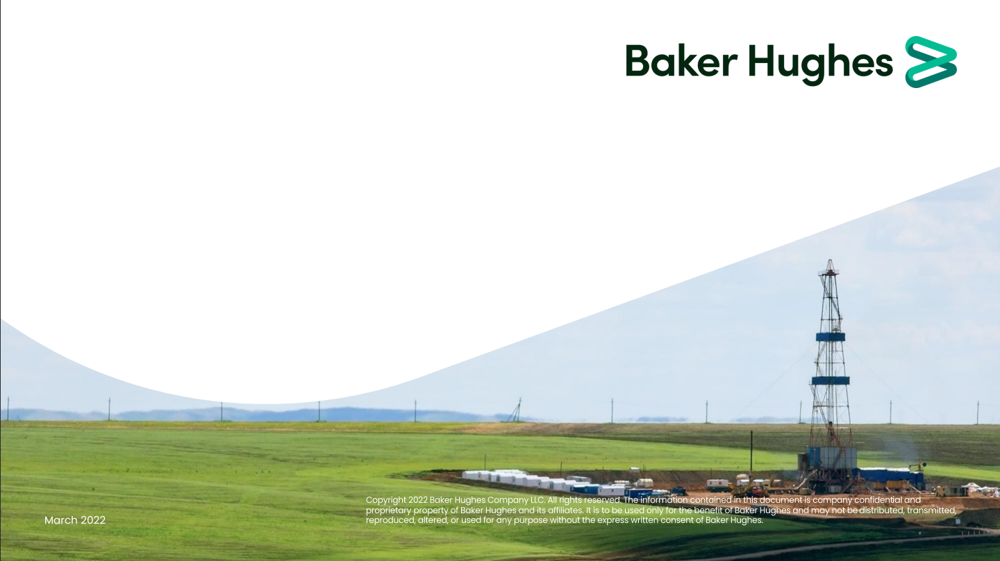 Baker Hughes
Copyright 2022 Baker Hughes Company LLC. All rights reserved. The information contained in this document is company confidential and
proprietary property of Baker Hughes and its affiliates. It is to be used only for the benefit of Baker Hughes and may not be distributed, transmitted,
reproduced, altered, or used for any purpose without the express written consent of Baker Hughes.
March 2022